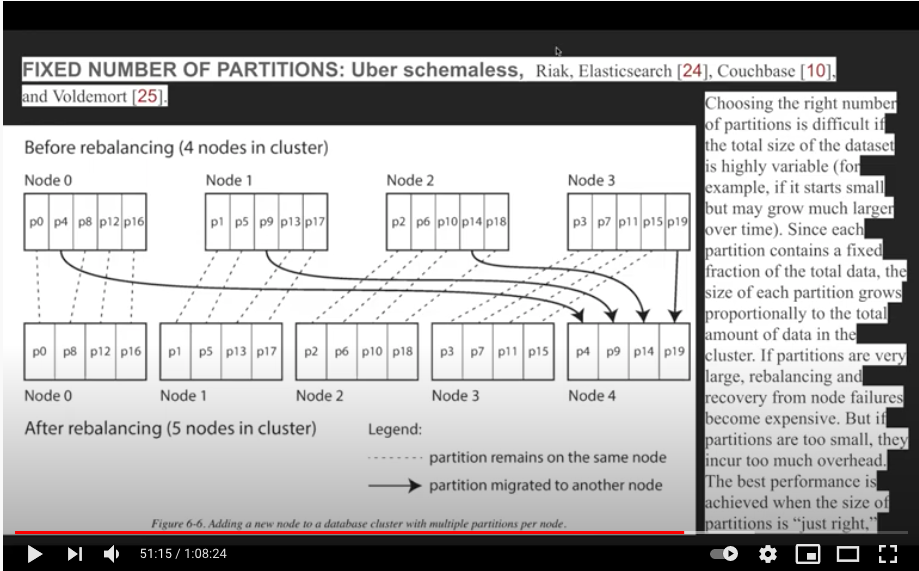 FIXED NUMBER OF PARTITIONS: Uber schemaless, Riak, Elasticsearch [24], Couchbase [10],
and Voldemort [25].
Before rebalancing (4 nodes in cluster)
Node 0 Node 1 Node 2 Node 3
p0 p4 p8 p12 p16 p1 p5 p9 p13 p17 p2 p6 p10 p14 p18 p3 p7 p11 p15 p19
p0 p8 p12 p16 p1 p5 p13 p17 p2 p6 p10 p18 p3 p7 p11 p15 p4 p9 p14 p19
Node 0 Node 1 Node 2 Node 3 Node 4
After rebalancing (5 nodes in cluster)
Legend:
partition remains on the same node
partition migrated to another node
Figure 6-6. Adding a new node to a database cluster with multiple partitions per node.
Choosing the right number
of partitions is difficult if
the total size of the dataset
is highly variable (for
example, if it starts small
but may grow much larger
over time). Since each
partition contains a fixed
fraction of the total data, the
size of each partition grows
proportionally to the total
amount of data in the
cluster. If partitions are very
large, rebalancing and
recovery from node failures
become expensive. But if
partitions are too small, they
incur too much overhead.
The best performance is
achieved when the size of
partitions is “just right,”
51:15 / 1:08:24